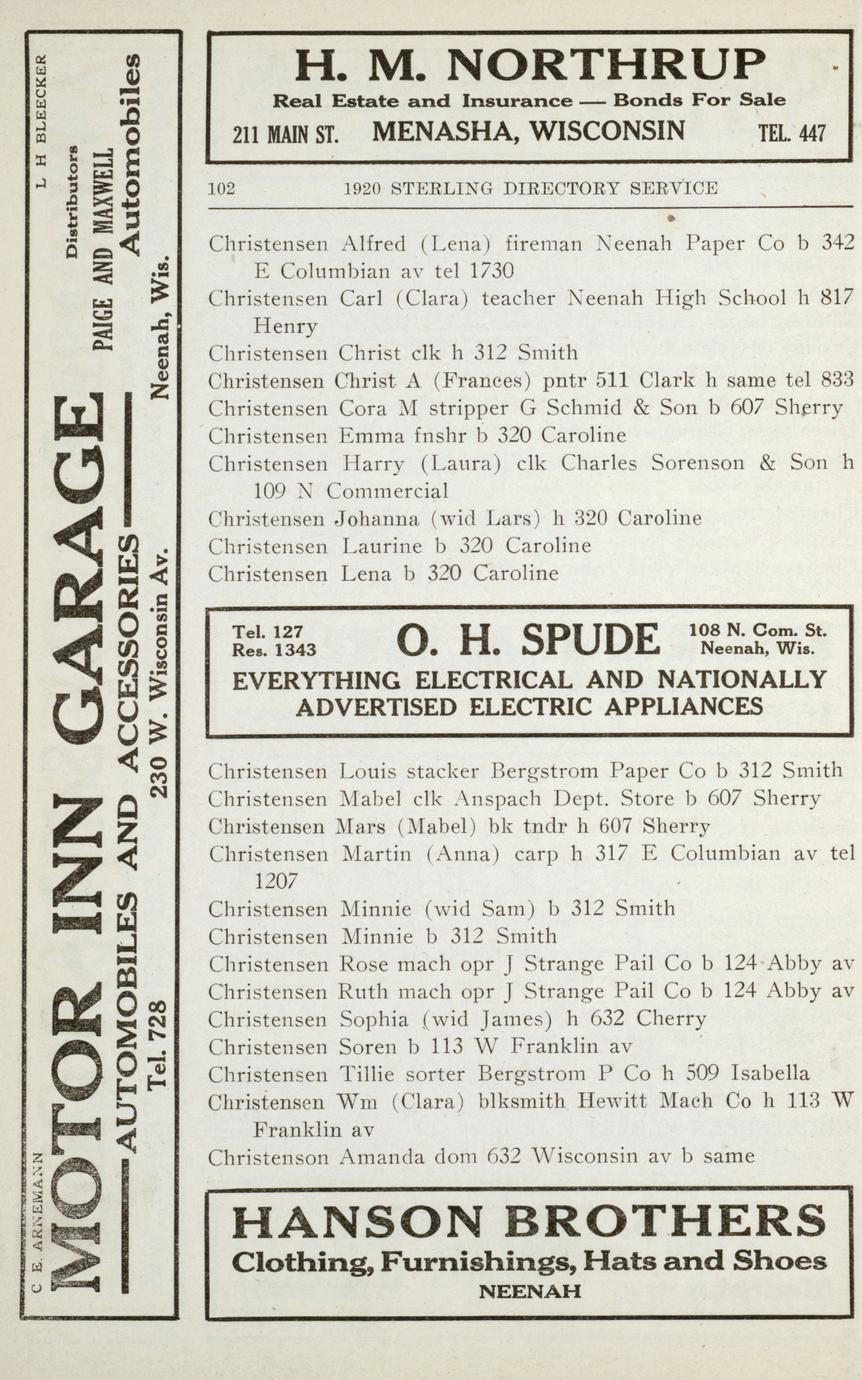 H. M. NORTHRUP
Real Estate and Insurance — Bonds For Sale
211 MAIN ST. MENASHA, WISCONSIN TEL. 447
102 1920 STERLING DIRECTORY SERVICE
Christensen Alfred (Lena) fireman Neenah Paper Co b 342
E Columbian av tel 1730
Christensen Carl (Clara) teacher Neenah High School h 817
Henry
Christensen Christ clk h 312 Smith
Christensen Christ A (Frances) pntr 511 Clark h same tel 833
Christensen Cora M stripper G Schmid & Son b 607 Sherry
Christensen Emma fnshr b 320 Caroline
Christensen Harry (Laura) clk Charles Sorenson & Son h
109 N Commercial
Christensen Johanna (wid Lars) h 320 Caroline
Christensen Laurine b 320 Caroline
Christensen Lena b 320 Caroline
Tel. 127 O. H. SPUDE 108 N. Com. St.
Res. 1343 Neenah, Wis.
EVERYTHING ELECTRICAL AND NATIONALLY
ADVERTISED ELECTRIC APPLIANCES
Christensen Louis stacker Bergstrom Paper Co b 312 Smith
Christensen Mabel clk Anspach Dept. Store b 607 Sherry
Christensen Mars (Mabel) bk tndr h 607 Sherry
Christensen Martin (Anna) carp h 317 E Columbian av tel
1207
Christensen Minnie (wid Sam) b 312 Smith
Christensen Minnie b 312 Smith
Christensen Rose mach opr J Strange Pail Co b 124 Abby av
Christensen Ruth mach opr J Strange Pail Co b 124 Abby av
Christensen Sophia (wid James) h 632 Cherry
Christensen Soren b 113 W Franklin av
Christensen Tillie sorter Bergstrom P Co h 509 Isabella
Christensen Wm (Clara) blksmith Hewitt Mach Co h 113 W
Franklin av
Christenson Amanda dom 632 Wisconsin av b same
HANSON BROTHERS
Clothing, Furnishings, Hats and Shoes
NEENAH
C E. ARNEMANN L H BLEECKER
MOTOR INN GARAGE
Distributors
PAIGE AND MAXWELL
Automobiles
AUTOMOBILES AND ACCESSORIES
Tel. 728 230 W. Wisconsin Av. Neenah, Wis.